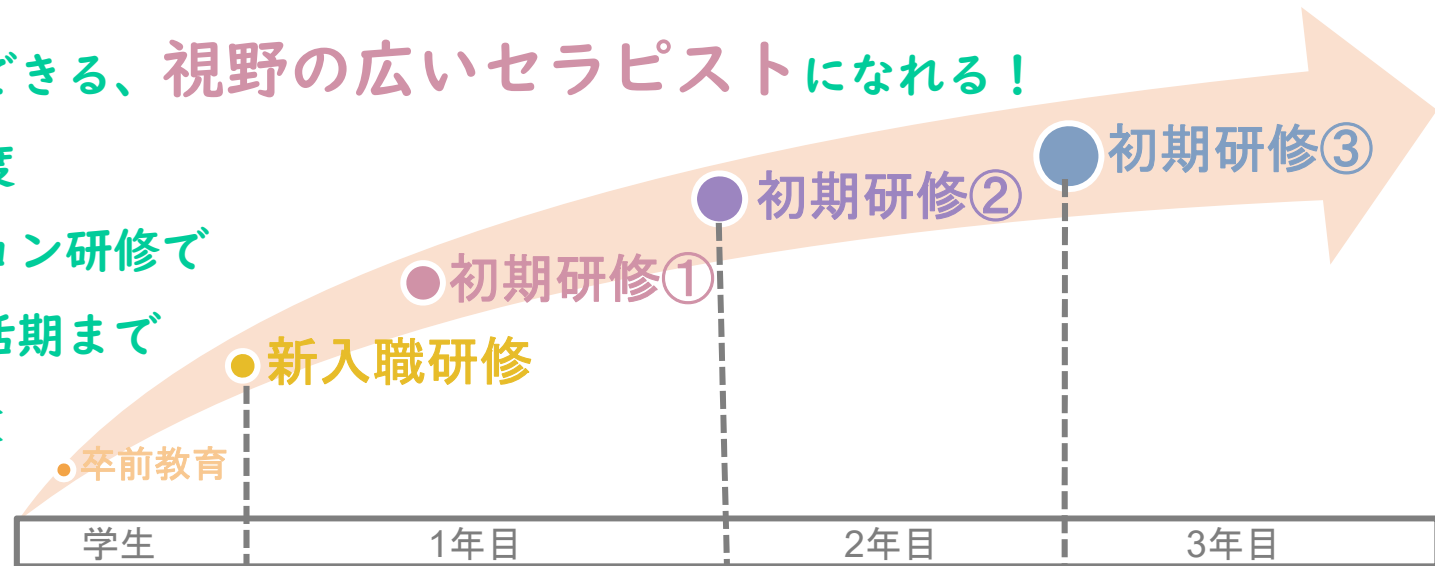 できる、視野の広いセラピストになれる！
度
ョン研修で
活期まで
初期研修③
初期研修②
初期研修①
新入職研修
卒前教育
学生 1年目 2年目 3年目